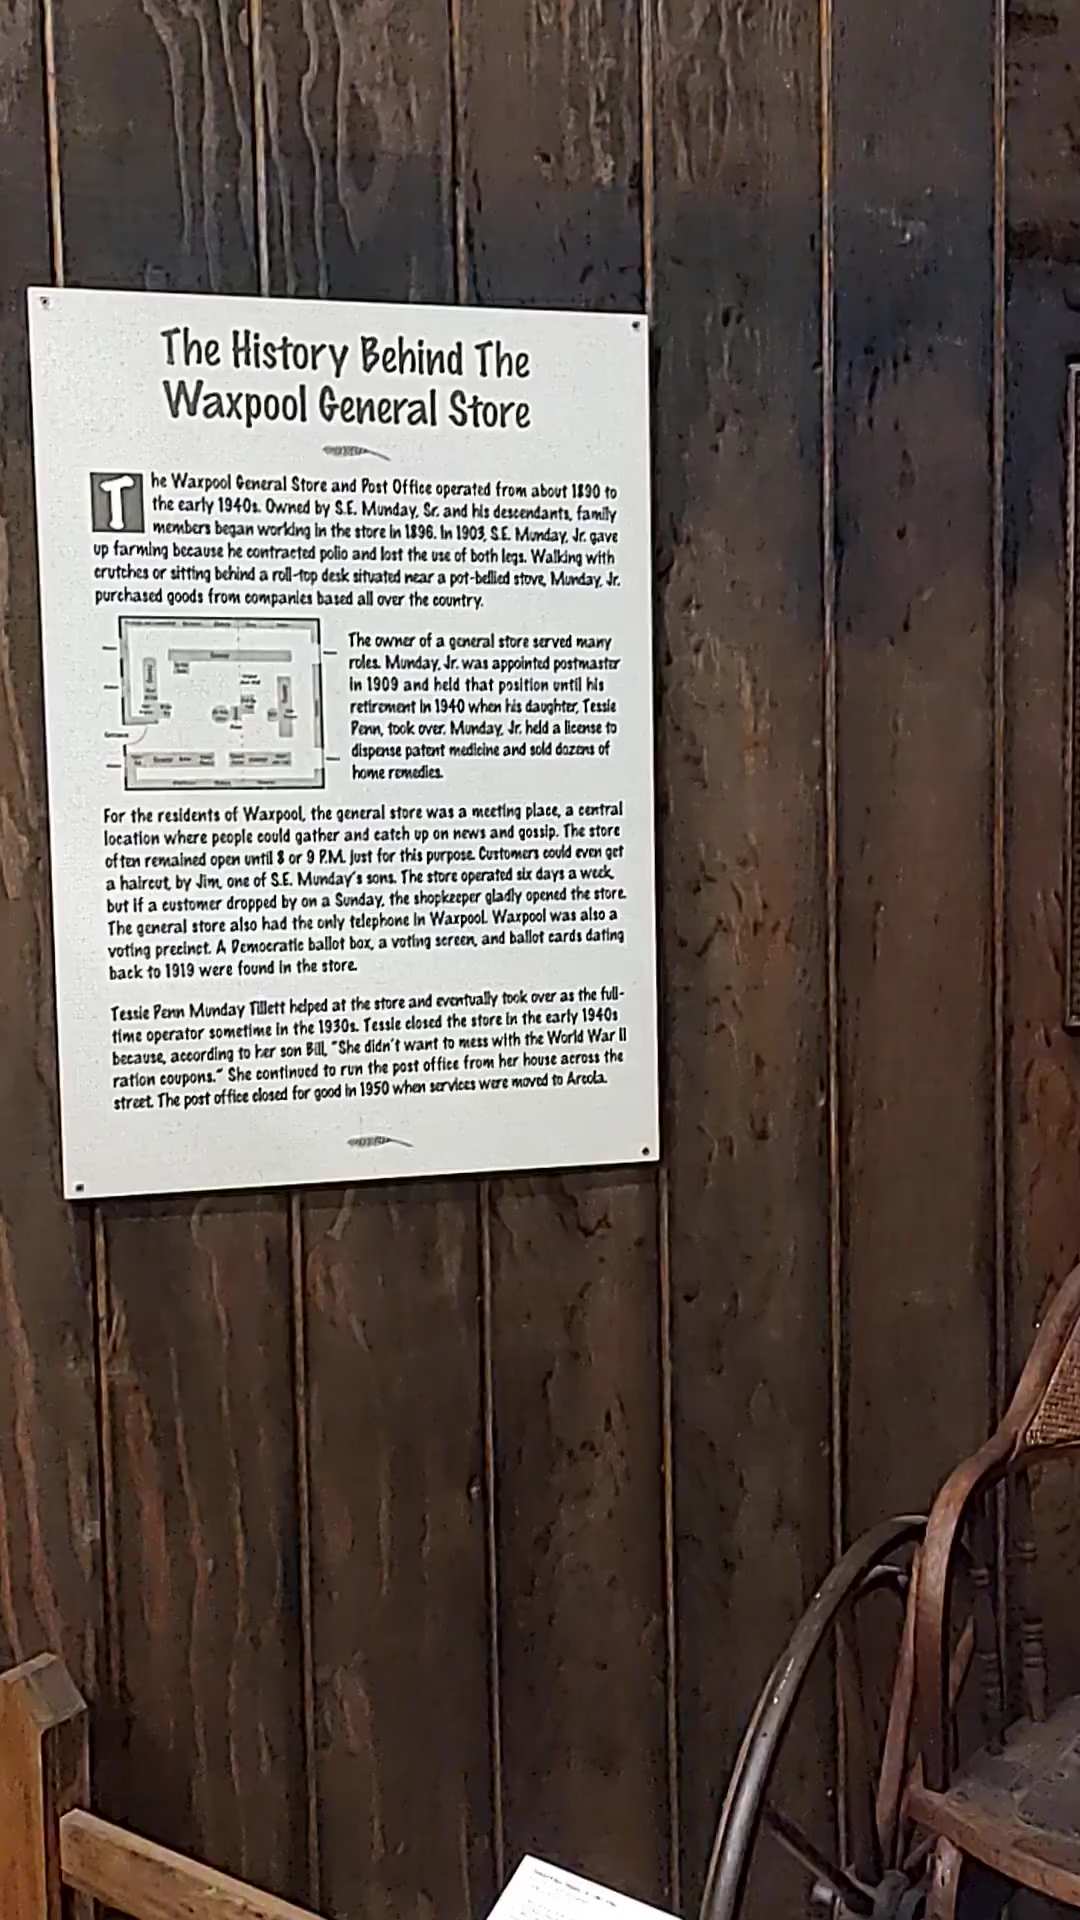 The History Behind The
Waxpool General Store
The Waxpool General Store and Post Office operated from about 1890 to
the early 1940s. Owned by S.E. Munday, Sr. and his descendants, family
members began working in the store in 1896. In 1903, S.E. Munday, Jr. gave
up farming because he contracted polio and lost the use of both legs. Walking with
crutches or sitting behind a roll-top desk situated near a pot-bellied stove, Munday, Jr.
purchased goods from companies based all over the country.
The owner of a general store served many
roles. Munday, Jr. was appointed postmaster
in 1909 and held that position until his
retirement in 1940 when his daughter, Tessie
Penn, took over. Munday, Jr. held a license to
dispense patent medicine and sold dozens of
home remedies.
Entrance
For the residents of Waxpool, the general store was a meeting place, a central
location where people could gather and catch up on news and gossip. The store
often remained open until 8 or 9 P.M. just for this purpose. Customers could even get
a haircut, by Jim, one of S.E. Munday's sons. The store operated six days a week,
but if a customer dropped by on a Sunday, the shopkeeper gladly opened the store.
The general store also had the only telephone in Waxpool. Waxpool was also a
voting precinct. A Democratic ballot box, a voting screen, and ballot cards dating
back to 1919 were found in the store.
Tessie Penn Munday Tillett helped at the store and eventually took over as the full-
time operator sometime in the 1930s. Tessie closed the store in the early 1940s
because, according to her son Bill, "She didn't want to mess with the World War II
ration coupons." She continued to run the post office from her house across the
street. The post office closed for good in 1950 when services were moved to Arcola.